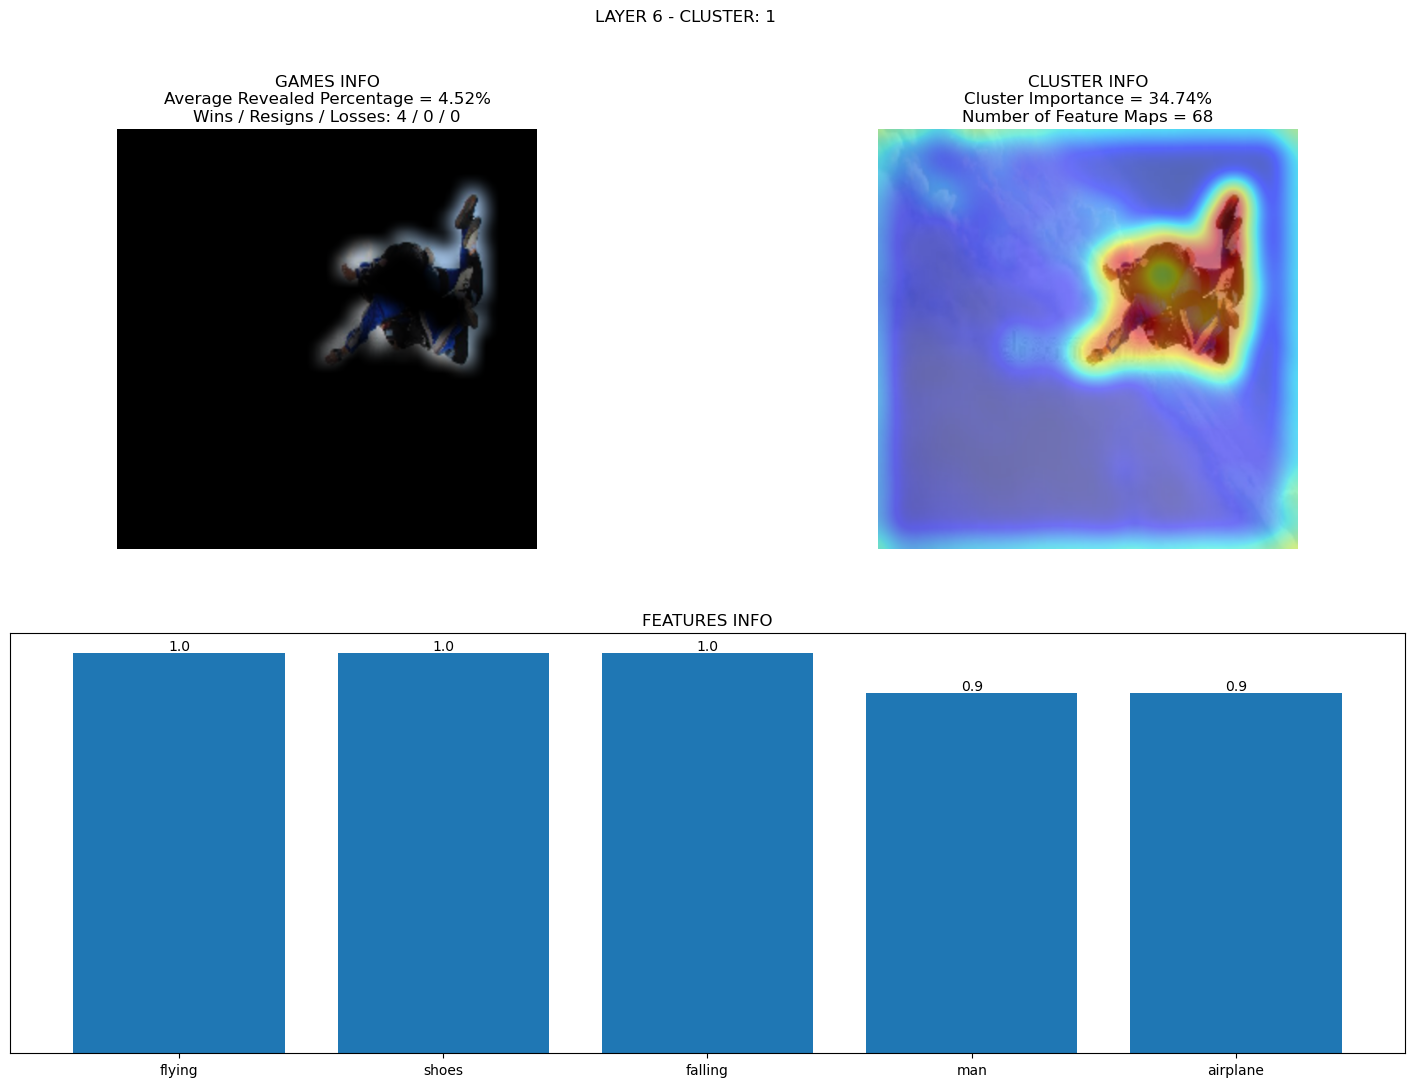 LAYER 6 - CLUSTER: 1
GAMES INFO
Average Revealed Percentage = 4.52%
Wins / Resigns / Losses: 4 / 0 / 0
CLUSTER INFO
Cluster Importance = 34.74%
Number of Feature Maps = 68
FEATURES INFO
1.0
1.0
1.0
0.9
0.9
flying
shoes
falling
man
airplane